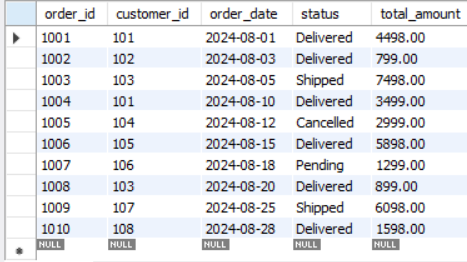 order_id customer_id order_date status total_amount
1001 101 2024-08-01 Delivered 4498.00
1002 102 2024-08-03 Delivered 799.00
1003 103 2024-08-05 Shipped 7498.00
1004 101 2024-08-10 Delivered 3499.00
1005 104 2024-08-12 Cancelled 2999.00
1006 105 2024-08-15 Delivered 5898.00
1007 106 2024-08-18 Pending 1299.00
1008 103 2024-08-20 Delivered 899.00
1009 107 2024-08-25 Shipped 6098.00
1010 108 2024-08-28 Delivered 1598.00
NULL NULL NULL NULL NULL